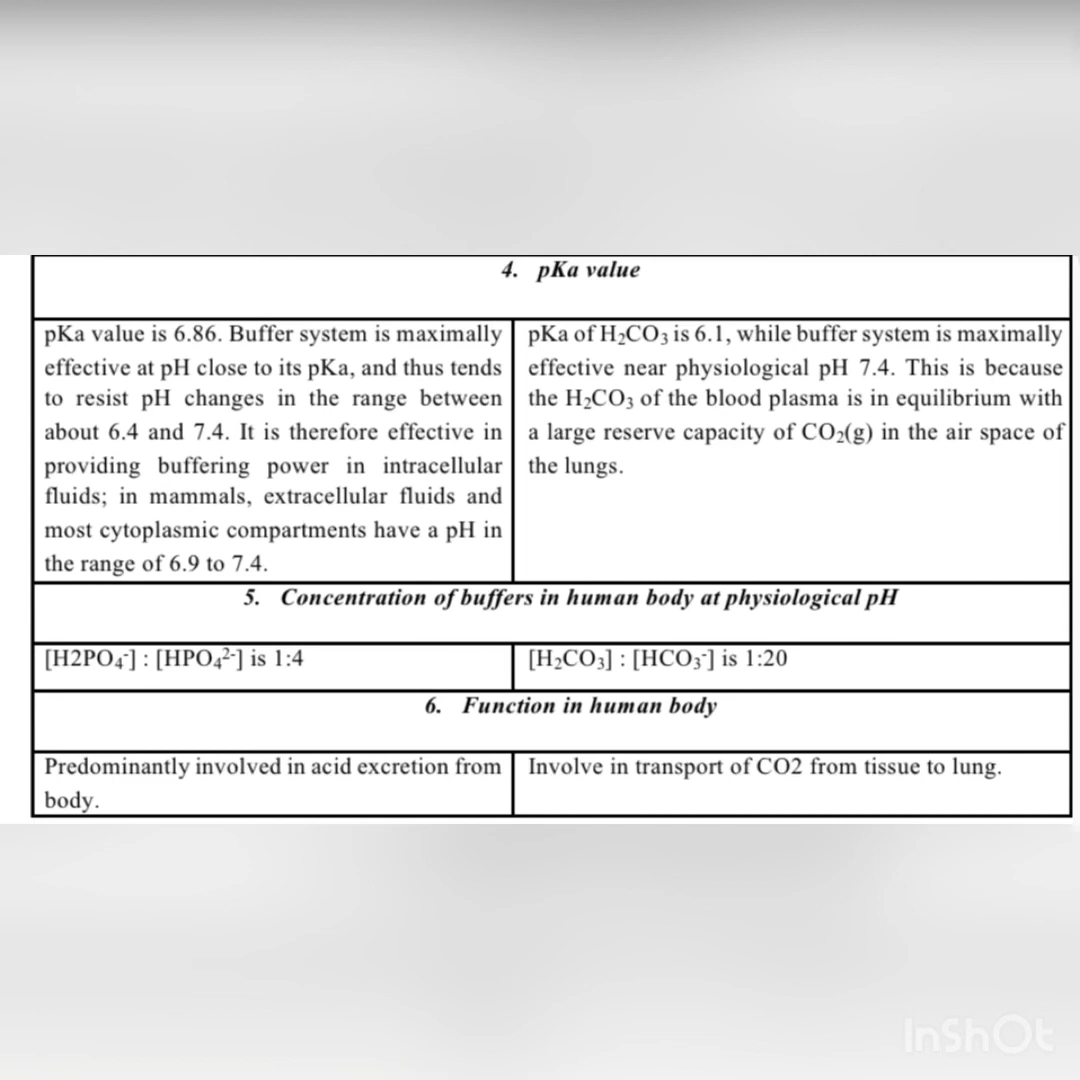 4. pKa value
pKa value is 6.86. Buffer system is maximally
effective at pH close to its pKa, and thus tends
to resist pH changes in the range between
about 6.4 and 7.4. It is therefore effective in
providing buffering power in intracellular
fluids; in mammals, extracellular fluids and
most cytoplasmic compartments have a pH in
the range of 6.9 to 7.4.
pKa of H₂CO₃ is 6.1, while buffer system is maximally
effective near physiological pH 7.4. This is because
the H₂CO₃ of the blood plasma is in equilibrium with
a large reserve capacity of CO₂(g) in the air space of
the lungs.
5. Concentration of buffers in human body at physiological pH
[H2PO₄⁻] : [HPO₄²⁻] is 1:4
[H₂CO₃] : [HCO₃⁻] is 1:20
6. Function in human body
Predominantly involved in acid excretion from
body.
Involve in transport of CO2 from tissue to lung.
InShOt